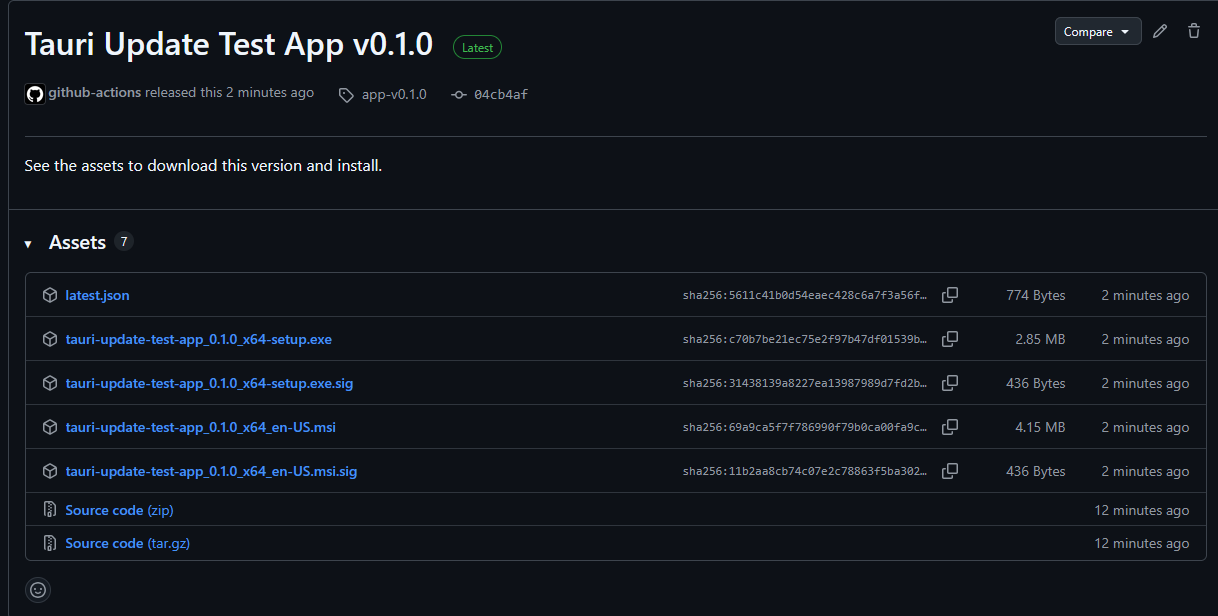 Tauri Update Test App v0.1.0 Latest Compare
github-actions released this 2 minutes ago app-v0.1.0 04cb4af
See the assets to download this version and install.
Assets 7
latest.json sha256:5611c41b0d54eaec428c6a7f3a56f… 774 Bytes 2 minutes ago
tauri-update-test-app_0.1.0_x64-setup.exe sha256:c70b7be21ec75e2f97b47df01539b… 2.85 MB 2 minutes ago
tauri-update-test-app_0.1.0_x64-setup.exe.sig sha256:31438139a8227ea13987989d7fd2b… 436 Bytes 2 minutes ago
tauri-update-test-app_0.1.0_x64_en-US.msi sha256:69a9ca5f7f786990f79b0ca00fa9c… 4.15 MB 2 minutes ago
tauri-update-test-app_0.1.0_x64_en-US.msi.sig sha256:11b2aa8cb74c07e2c78863f5ba302… 436 Bytes 2 minutes ago
Source code (zip) 12 minutes ago
Source code (tar.gz) 12 minutes ago